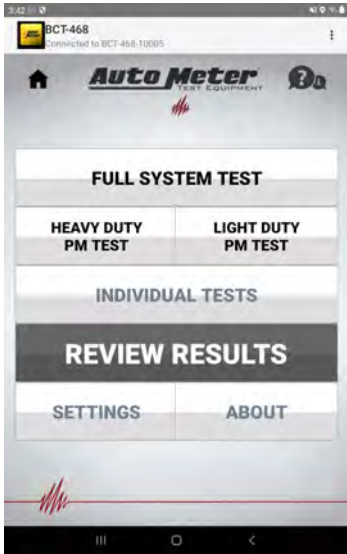 3:42
BCT-468
Connected to BCT-468-10005
Auto Meter
TEST EQUIPMENT
FULL SYSTEM TEST
HEAVY DUTY
PM TEST
LIGHT DUTY
PM TEST
INDIVIDUAL TESTS
REVIEW RESULTS
SETTINGS
ABOUT